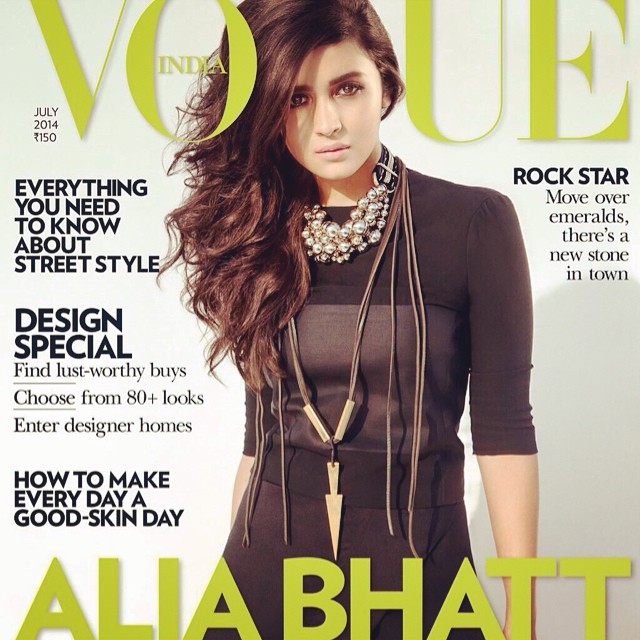 VOGUE
INDIA
JULY
2014
₹150
EVERYTHING
YOU NEED
TO KNOW
ABOUT
STREET STYLE
DESIGN
SPECIAL
Find lust-worthy buys
Choose from 80+ looks
Enter designer homes
HOW TO MAKE
EVERY DAY A
GOOD-SKIN DAY
ROCK STAR
Move over
emeralds,
there's a
new stone
in town
ALIA BHATT